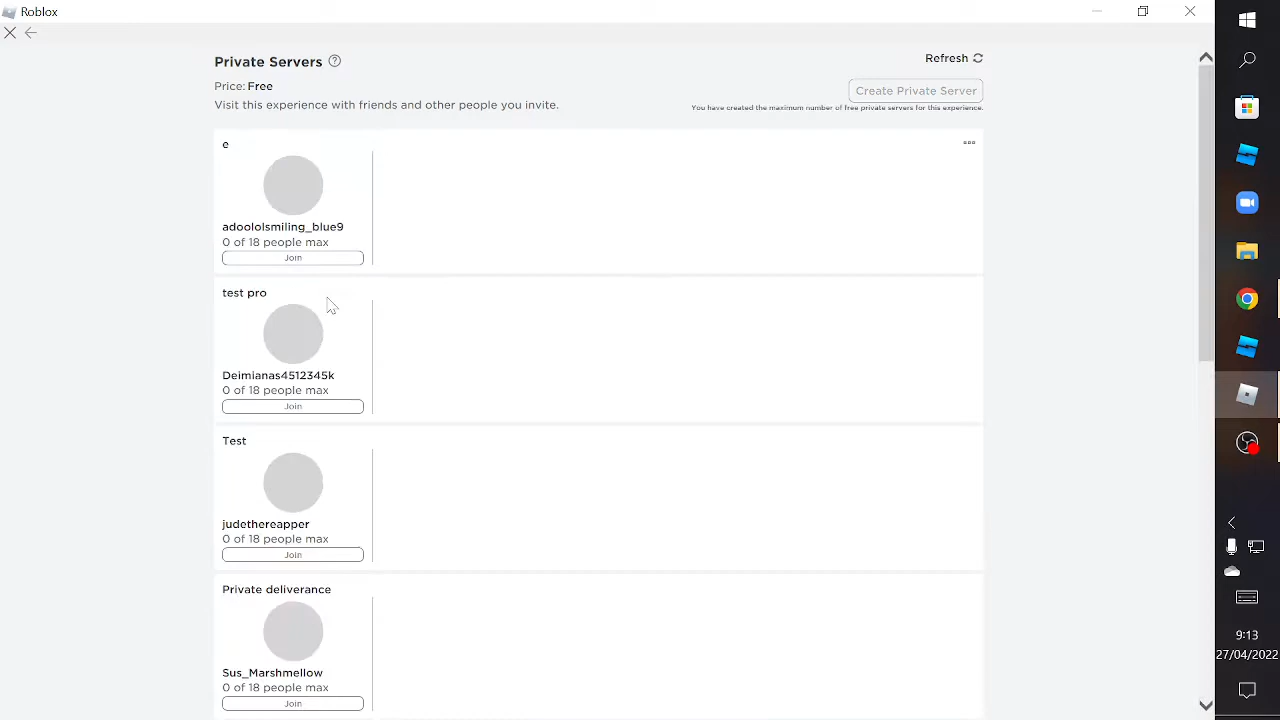 Roblox
Private Servers
Refresh
Price: Free
Create Private Server
Visit this experience with friends and other people you invite.
You have created the maximum number of free private servers for this experience.
e
adoololsmiling_blue9
0 of 18 people max
Join
test pro
Deimianas4512345k
0 of 18 people max
Join
Test
judethereapper
0 of 18 people max
Join
Private deliverance
Sus_Marshmellow
0 of 18 people max
Join
9:13
27/04/2022